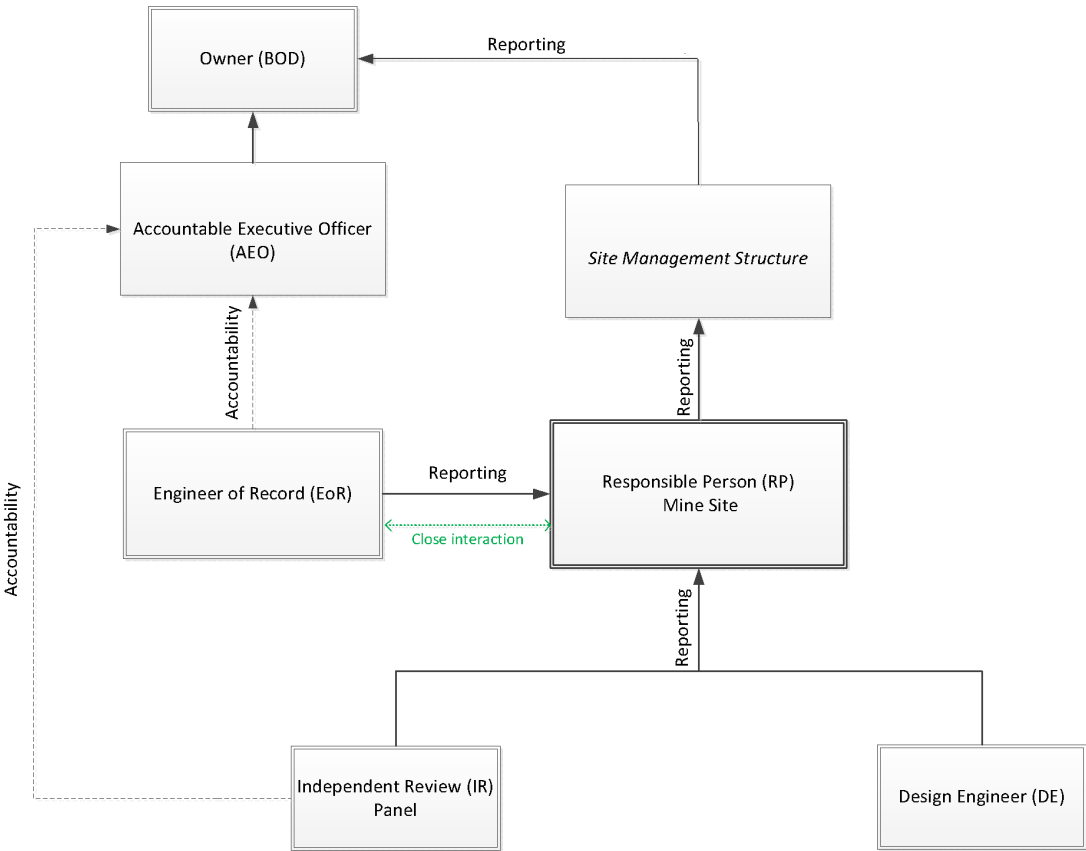 Reporting
Owner (BOD)
Accountable Executive Officer
(AEO)
Site Management Structure
Accountability
Reporting
Reporting
Engineer of Record (EoR)
Responsible Person (RP)
Mine Site
Close interaction
Accountability
Reporting
Independent Review (IR)
Panel
Design Engineer (DE)